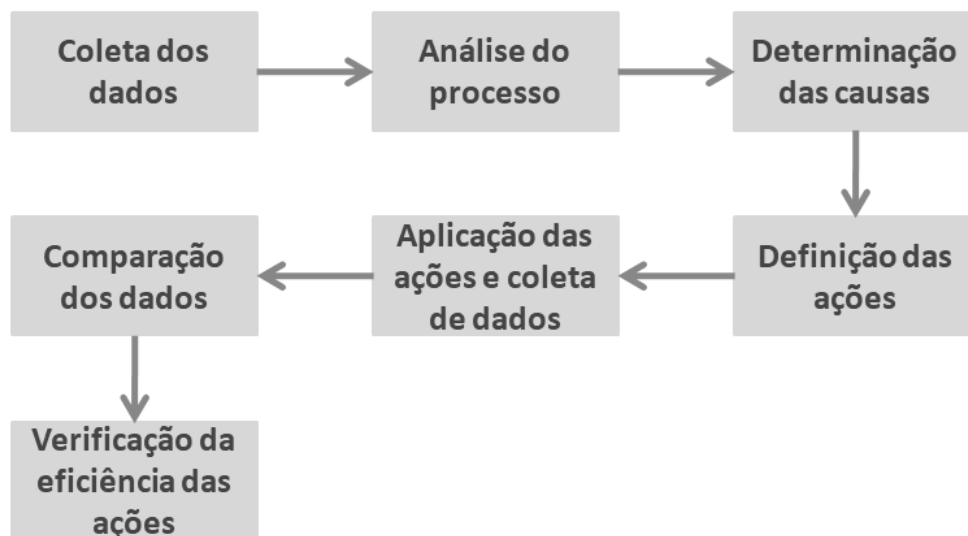 Coleta dos
dados
Análise do
processo
Determinação
das causas
Definição das
ações
Aplicação das
ações e coleta
de dados
Comparação
dos dados
Verificação da
eficiência das
ações